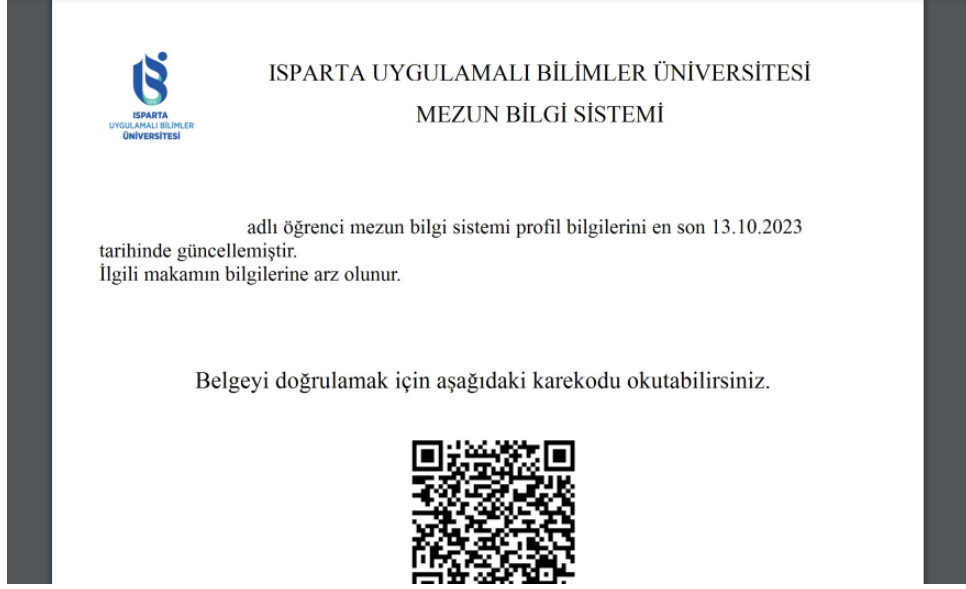 ISPARTA UYGULAMALI BİLİMLER ÜNİVERSİTESİ
MEZUN BİLGİ SİSTEMİ
ISPARTA
UYGULAMALI BİLİMLER
ÜNİVERSİTESİ
adlı öğrenci mezun bilgi sistemi profil bilgilerini en son 13.10.2023
tarihinde güncellemiştir.
İlgili makamın bilgilerine arz olunur.
Belgeyi doğrulamak için aşağıdaki karekodu okutabilirsiniz.